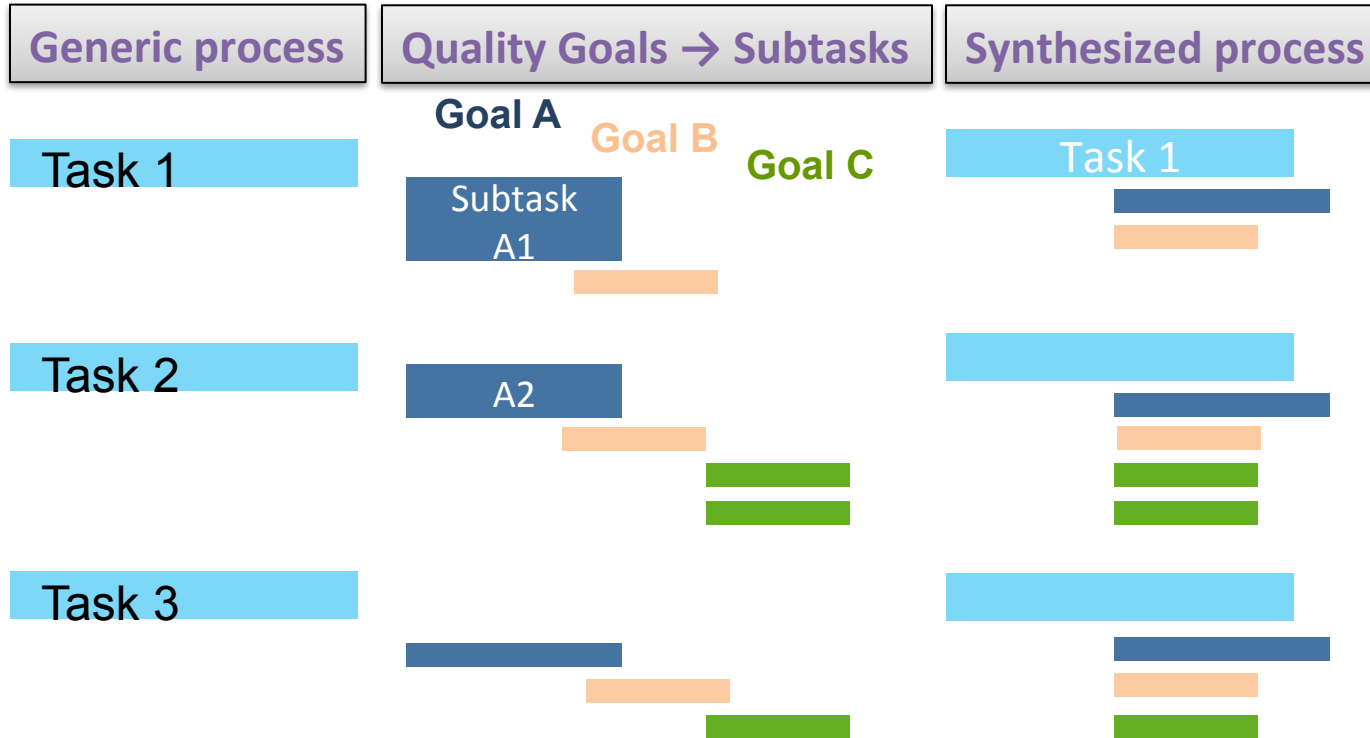 Generic process
Quality Goals → Subtasks
Synthesized process
Goal A
Goal B
Goal C
Task 1
Subtask
A1
Task 1
Task 2
A2
Task 3